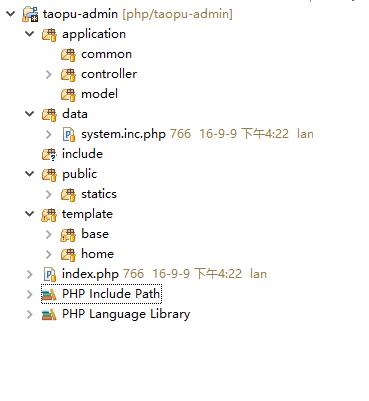 taopu-admin [php/taopu-admin]
application
common
controller
model
data
system.inc.php 766 16-9-9 下午4:22 lan
include
public
statics
template
base
home
index.php 766 16-9-9 下午4:22 lan
PHP Include Path
PHP Language Library